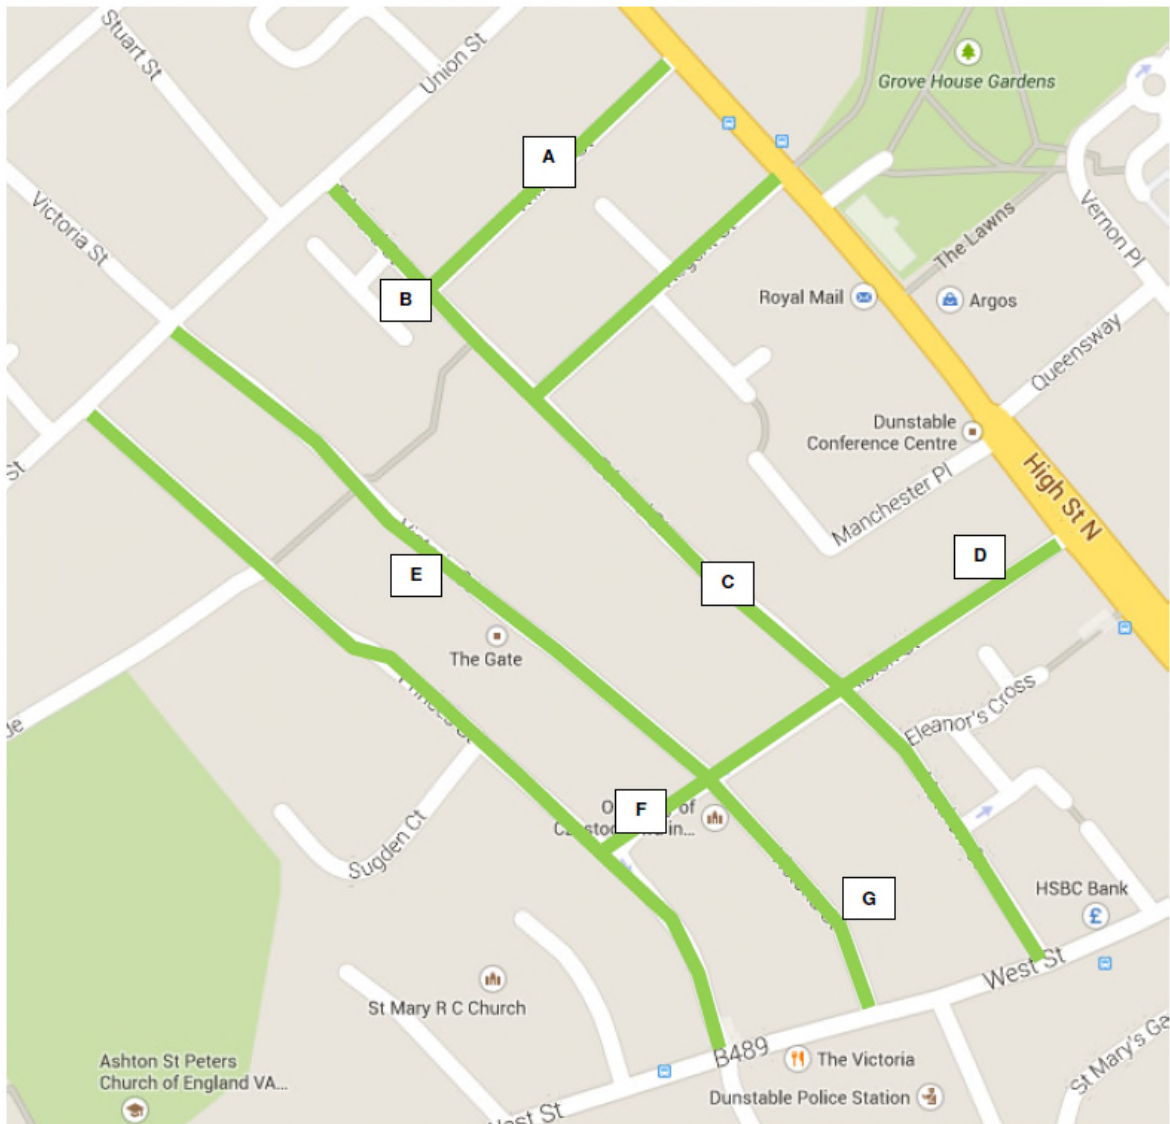 Stuart St
Union St
Grove House Gardens
A
Victoria St
Vernon Pl
The Lawns
B
Royal Mail
Argos
Queensway
Dunstable
Conference Centre
St
High St N
Manchester Pl
D
E
C
The Gate
Eleanor's Cross
F
of
in...
Sugden Ct
G
HSBC Bank
£
West St
St Mary R C Church
B489
The Victoria
Ashton St Peters
Church of England VA...
Dunstable Police Station
St Mary's Ga
West St